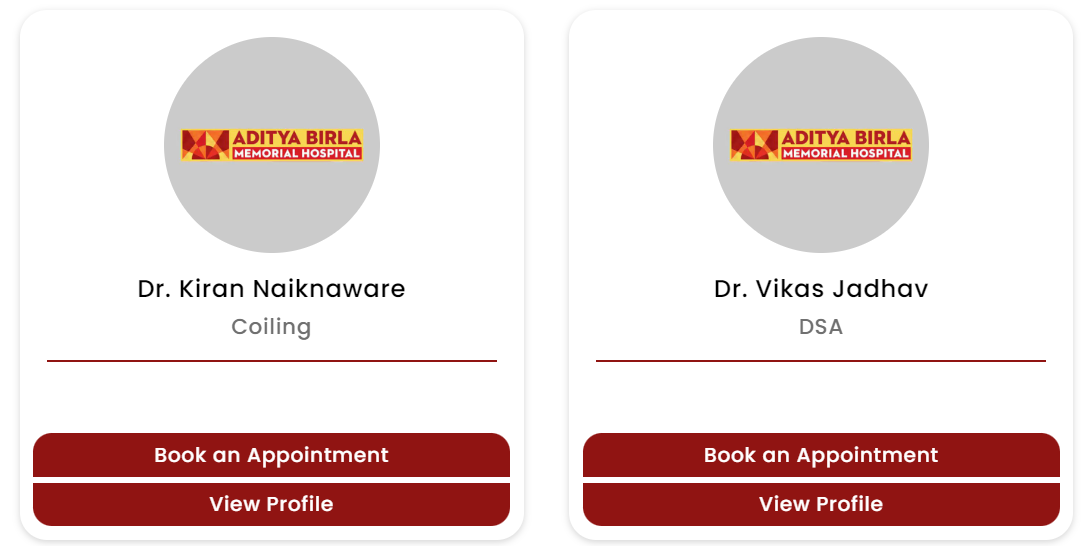 ADITYA BIRLA
MEMORIAL HOSPITAL
Dr. Kiran Naiknaware
Coiling
Book an Appointment
View Profile
ADITYA BIRLA
MEMORIAL HOSPITAL
Dr. Vikas Jadhav
DSA
Book an Appointment
View Profile